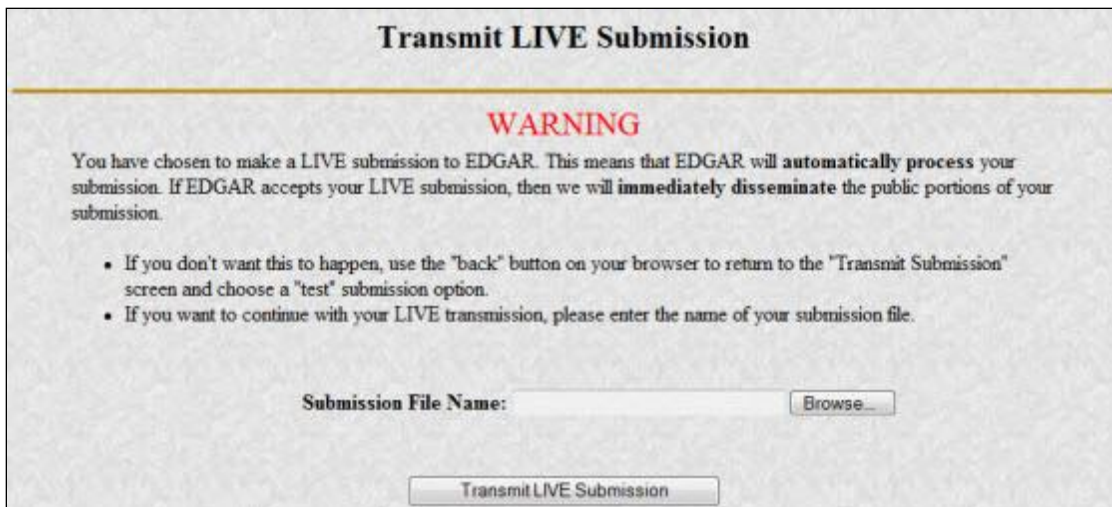 Transmit LIVE Submission
WARNING
You have chosen to make a LIVE submission to EDGAR. This means that EDGAR will automatically process your
submission. If EDGAR accepts your LIVE submission, then we will immediately disseminate the public portions of your
submission.
• If you don't want this to happen, use the "back" button on your browser to return to the "Transmit Submission"
screen and choose a "test" submission option.
• If you want to continue with your LIVE transmission, please enter the name of your submission file.
Submission File Name: Browse...
Transmit LIVE Submission